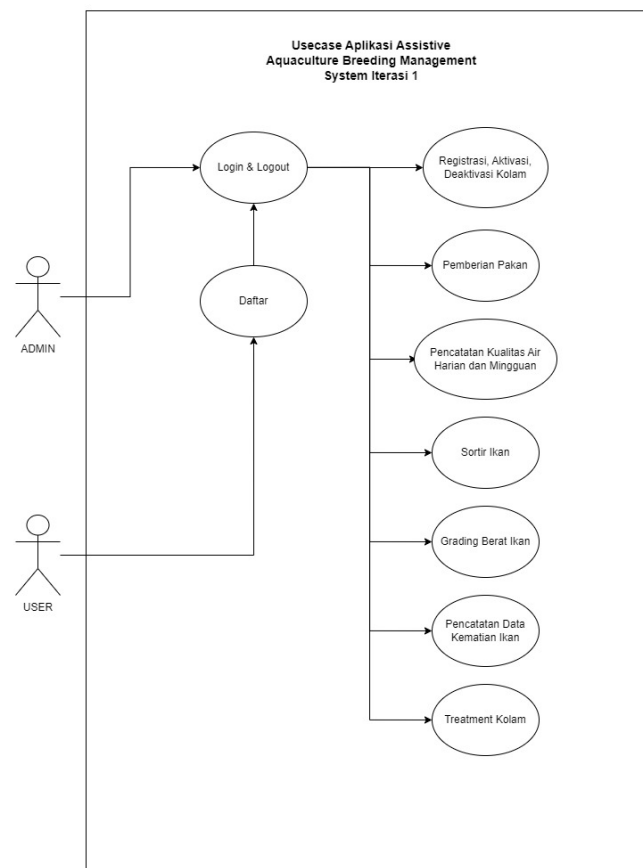 Usecase Aplikasi Assistive
Aquaculture Breeding Management
System Iterasi 1
Login & Logout
Registrasi, Aktivasi,
Deaktivasi Kolam
Pemberian Pakan
Daftar
ADMIN
Pencatatan Kualitas Air
Harian dan Mingguan
Sortir Ikan
Grading Berat Ikan
USER
Pencatatan Data
Kematian Ikan
Treatment Kolam